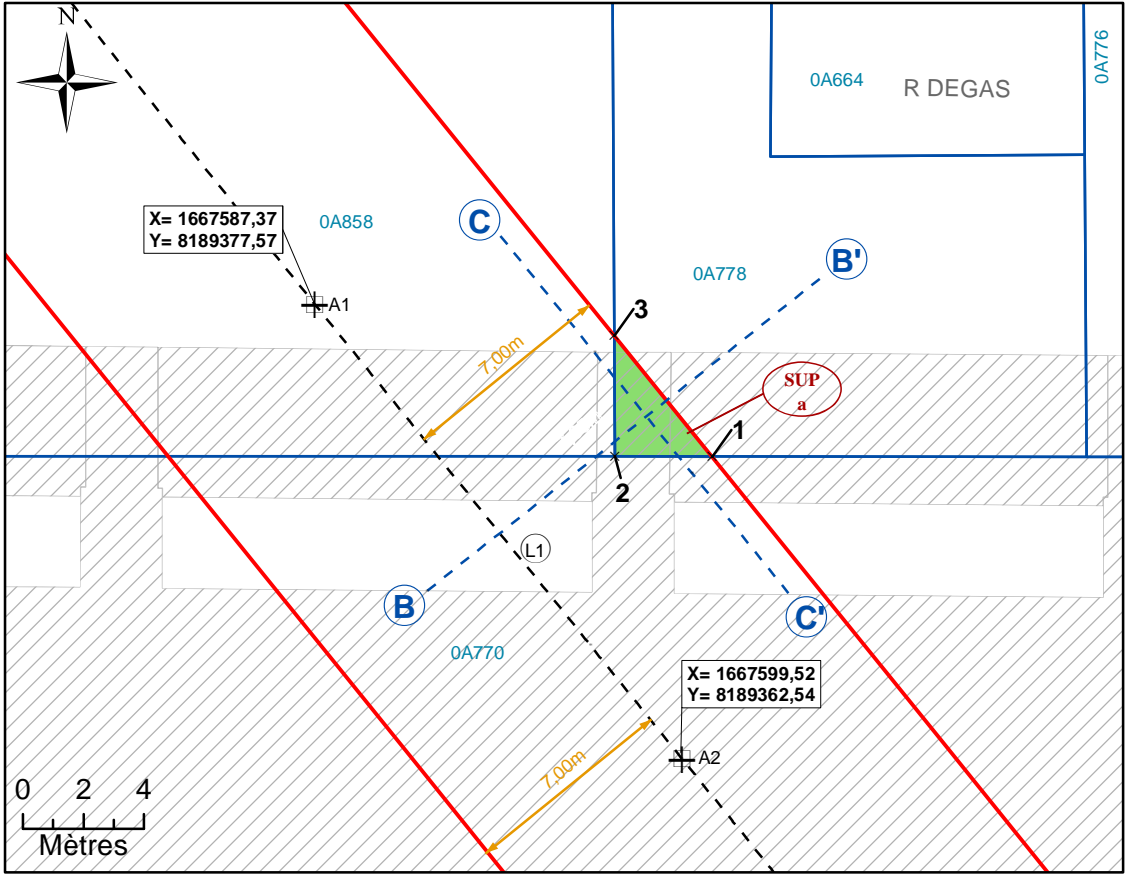 N
0A664
R DEGAS
0A776
X= 1667587,37
Y= 8189377,57
0A858
C
B'
0A778
A1
3
7,00m
SUP
a
1
2
L1
B
C'
0A770
X= 1667599,52
Y= 8189362,54
A2
7,00m
0 2 4
Mètres